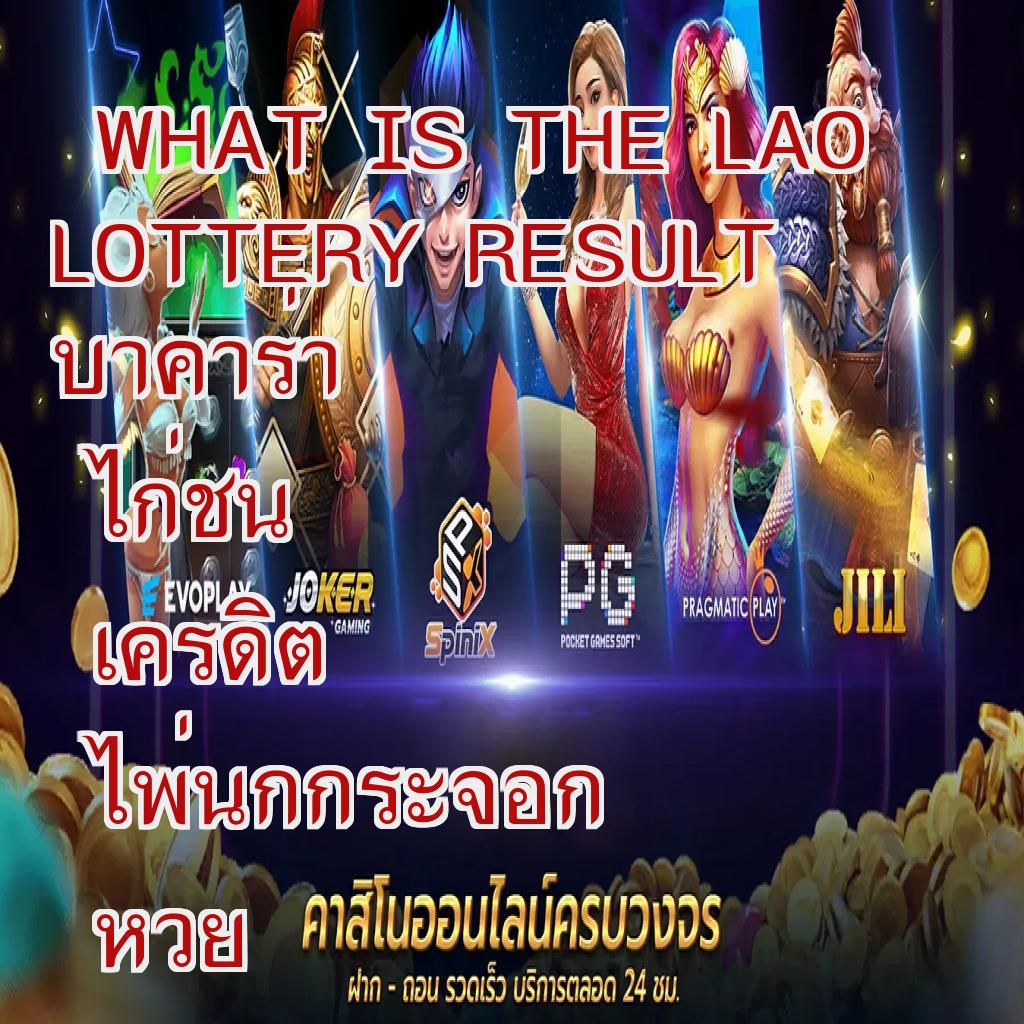 WHAT IS THE LAO
LOTTERY RESULT
บาคาร่า
ไก่ชน
เครดิต
ไพ่นกกระจอก
หวย
EVOPLAY
JOKER
GAMING
SpiniX
PG
POCKET GAMES SOFT™
PRAGMATIC PLAY™
JILI
คาสิโนออนไลน์ครบวงจร
ฝาก - ถอน รวดเร็ว บริการตลอด 24 ชม.